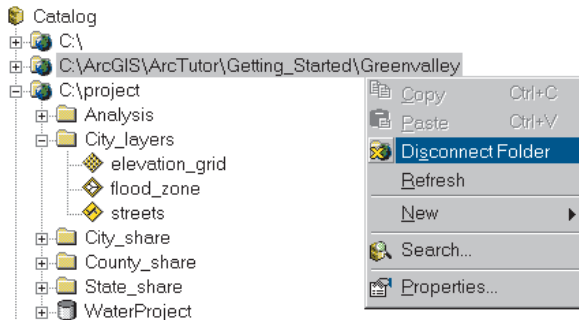 Catalog
C:\
C:\ArcGIS\ArcTutor\Getting_Started\Greenvalley
C:\project
Analysis
City_layers
elevation_grid
flood_zone
streets
City_share
County_share
State_share
WaterProject
Copy Ctrl+C
Paste Ctrl+V
Disconnect Folder
Refresh
New
Search...
Properties...